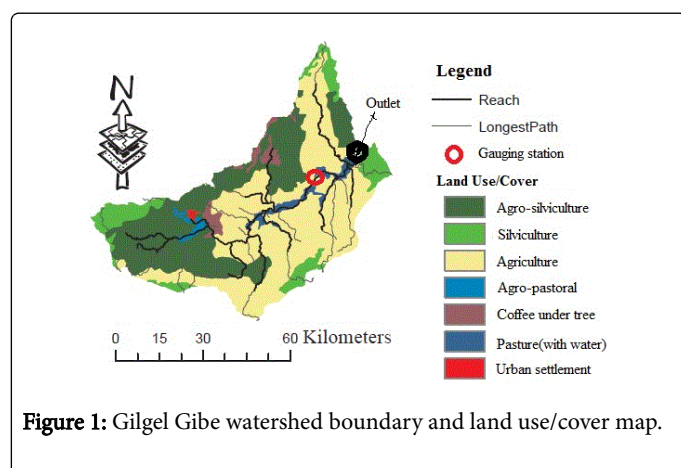 N
Outlet
Legend
Reach
LongestPath
Gauging station
Land Use/Cover
Agro-silviculture
Silviculture
Agriculture
Agro-pastoral
Coffee under tree
Pasture(with water)
Urban settlement
0 15 30 60 Kilometers
Figure 1: Gilgel Gibe watershed boundary and land use/cover map.